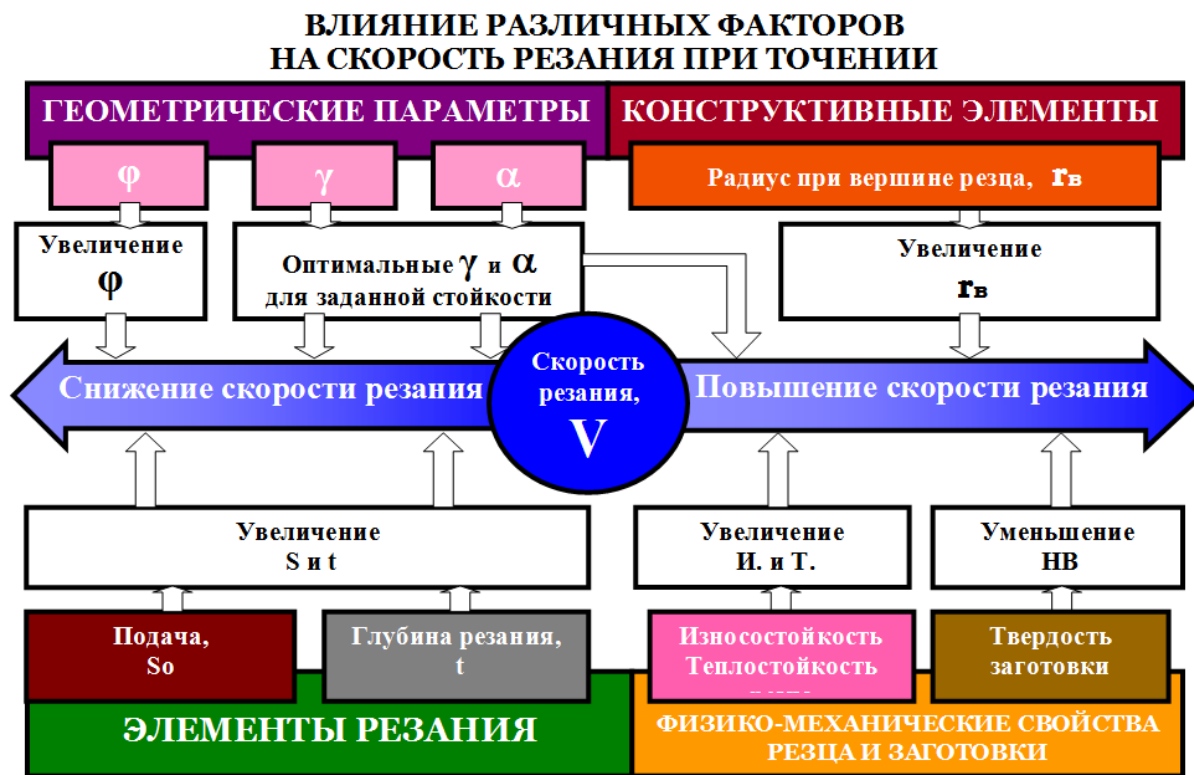 ВЛИЯНИЕ РАЗЛИЧНЫХ ФАКТОРОВ
НА СКОРОСТЬ РЕЗАНИЯ ПРИ ТОЧЕНИИ
ГЕОМЕТРИЧЕСКИЕ ПАРАМЕТРЫ
КОНСТРУКТИВНЫЕ ЭЛЕМЕНТЫ
φ
γ
α
Радиус при вершине резца, rв
Увеличение
φ
Оптимальные γ и α
для заданной стойкости
Увеличение
rв
Снижение скорости резания
Скорость
резания,
V
Повышение скорости резания
Увеличение
S и t
Увеличение
И. и Т.
Уменьшение
НВ
Подача,
So
Глубина резания,
t
Износостойкость
Теплостойкость
Твердость
заготовки
ЭЛЕМЕНТЫ РЕЗАНИЯ
ФИЗИКО-МЕХАНИЧЕСКИЕ СВОЙСТВА
РЕЗЦА И ЗАГОТОВКИ